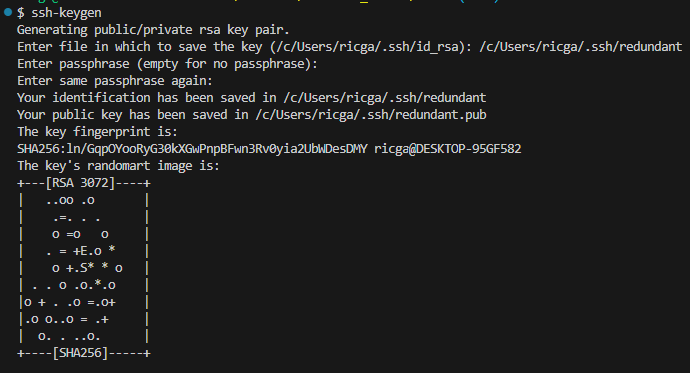 $ ssh-keygen
Generating public/private rsa key pair.
Enter file in which to save the key (/c/Users/ricga/.ssh/id_rsa): /c/Users/ricga/.ssh/redundant
Enter passphrase (empty for no passphrase):
Enter same passphrase again:
Your identification has been saved in /c/Users/ricga/.ssh/redundant
Your public key has been saved in /c/Users/ricga/.ssh/redundant.pub
The key fingerprint is:
SHA256:ln/GqpOYooRyG30kXGwPnpBFwn3Rv0yia2UbWDesDMY ricga@DESKTOP-95GF582
The key's randomart image is:
+---[RSA 3072]----+
|   ..oo .o       |
|    .=. . .      |
|    o =o   o     |
|   . = +E.o *    |
|    o +.S* * o   |
| . . o .o.*.o    |
|o + . .o =.o+    |
|.o o..o = .+     |
|  o. . ..o.      |
+----[SHA256]-----+